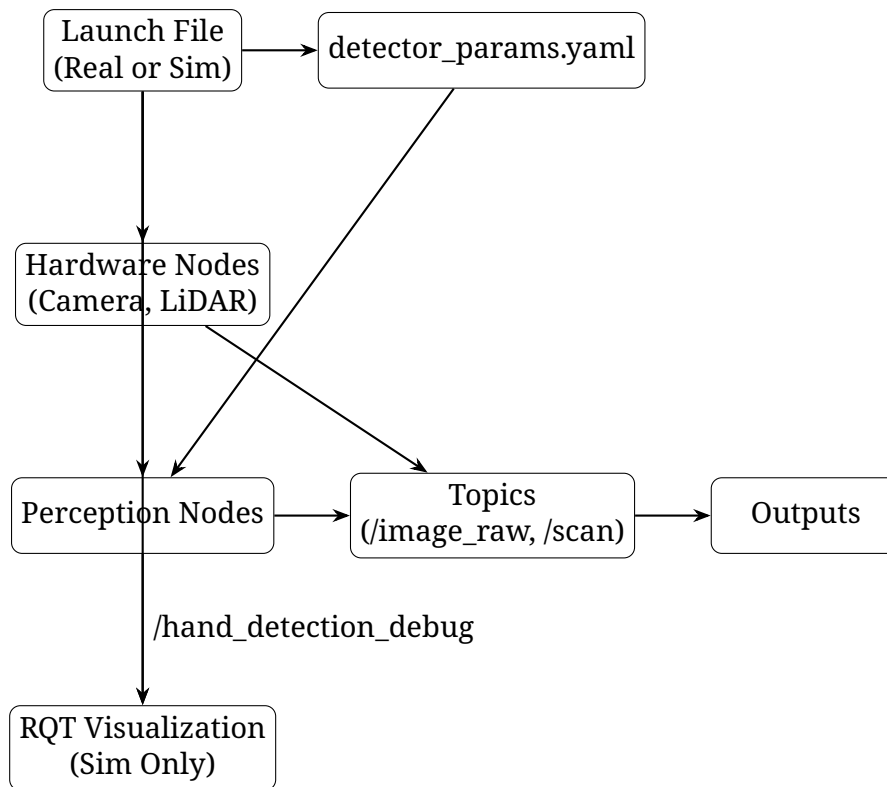 Launch File
(Real or Sim)
detector_params.yaml
Hardware Nodes
(Camera, LiDAR)
Perception Nodes
Topics
(/image_raw, /scan)
Outputs
/hand_detection_debug
RQT Visualization
(Sim Only)